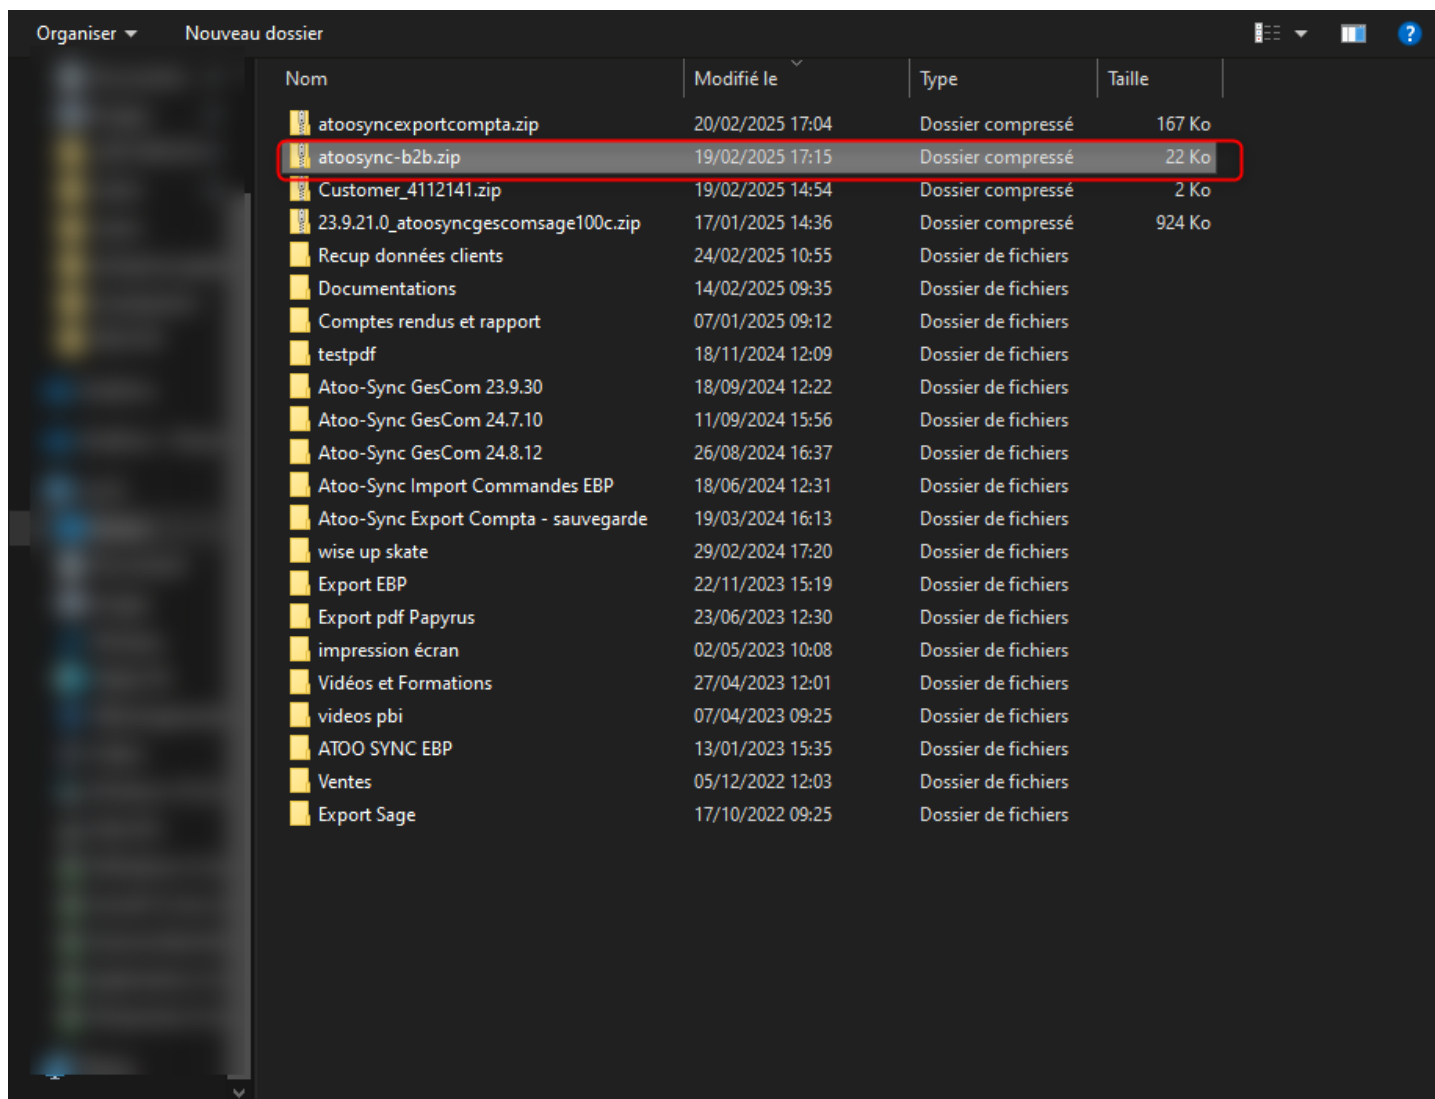 Organiser Nouveau dossier
?
Nom Modifié le Type Taille
atoosyncexportcompta.zip 20/02/2025 17:04 Dossier compressé 167 Ko
atoosync-b2b.zip 19/02/2025 17:15 Dossier compressé 22 Ko
Customer_4112141.zip 19/02/2025 14:54 Dossier compressé 2 Ko
23.9.21.0_atoosyncgescomsage100c.zip 17/01/2025 14:36 Dossier compressé 924 Ko
Recup données clients 24/02/2025 10:55 Dossier de fichiers
Documentations 14/02/2025 09:35 Dossier de fichiers
Comptes rendus et rapport 07/01/2025 09:12 Dossier de fichiers
testpdf 18/11/2024 12:09 Dossier de fichiers
Atoo-Sync GesCom 23.9.30 18/09/2024 12:22 Dossier de fichiers
Atoo-Sync GesCom 24.7.10 11/09/2024 15:56 Dossier de fichiers
Atoo-Sync GesCom 24.8.12 26/08/2024 16:37 Dossier de fichiers
Atoo-Sync Import Commandes EBP 18/06/2024 12:31 Dossier de fichiers
Atoo-Sync Export Compta - sauvegarde 19/03/2024 16:13 Dossier de fichiers
wise up skate 29/02/2024 17:20 Dossier de fichiers
Export EBP 22/11/2023 15:19 Dossier de fichiers
Export pdf Papyrus 23/06/2023 12:30 Dossier de fichiers
impression écran 02/05/2023 10:08 Dossier de fichiers
Vidéos et Formations 27/04/2023 12:01 Dossier de fichiers
videos pbi 07/04/2023 09:25 Dossier de fichiers
ATOO SYNC EBP 13/01/2023 15:35 Dossier de fichiers
Ventes 05/12/2022 12:03 Dossier de fichiers
Export Sage 17/10/2022 09:25 Dossier de fichiers